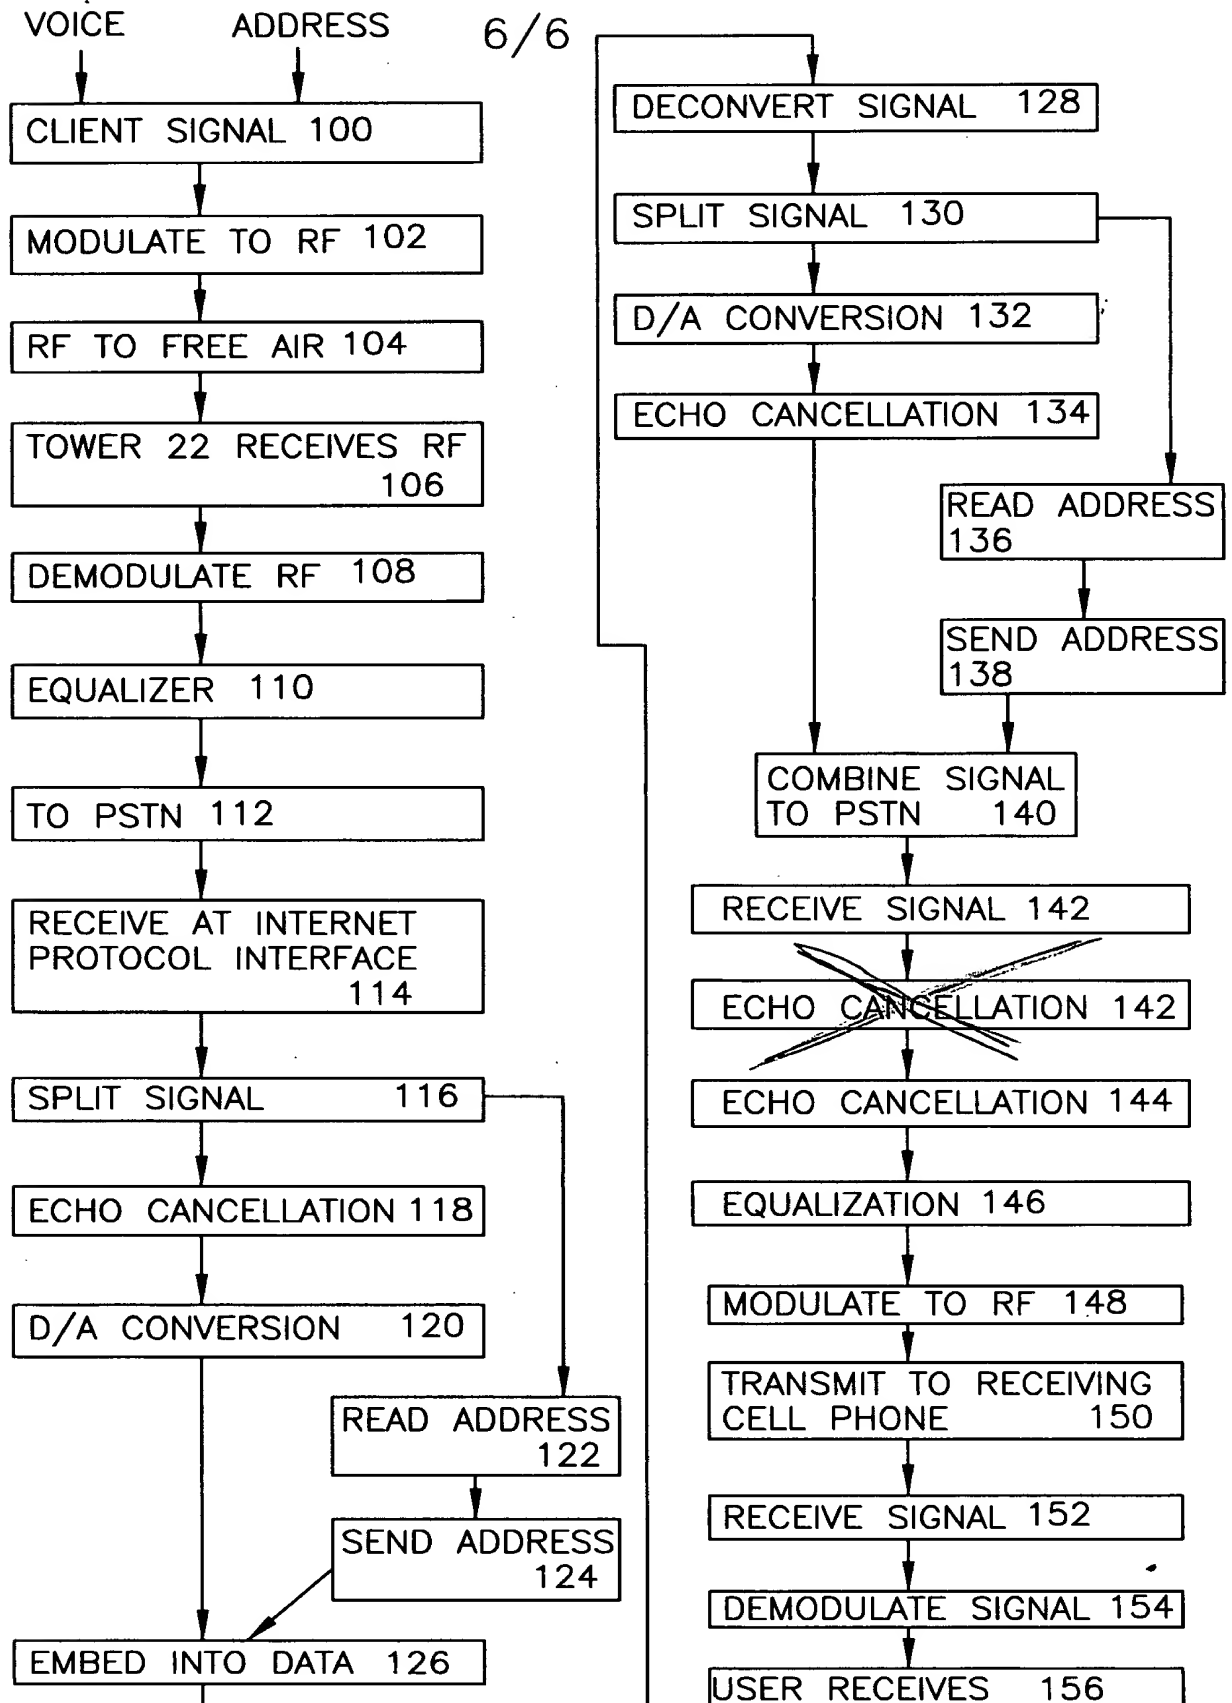 VOICE ADDRESS
6/6
CLIENT SIGNAL 100
MODULATE TO RF 102
RF TO FREE AIR 104
TOWER 22 RECEIVES RF
106
DEMODULATE RF 108
EQUALIZER 110
TO PSTN 112
RECEIVE AT INTERNET
PROTOCOL INTERFACE
114
SPLIT SIGNAL 116
ECHO CANCELLATION 118
D/A CONVERSION 120
READ ADDRESS
122
SEND ADDRESS
124
EMBED INTO DATA 126
DECONVERT SIGNAL 128
SPLIT SIGNAL 130
D/A CONVERSION 132
ECHO CANCELLATION 134
READ ADDRESS
136
SEND ADDRESS
138
COMBINE SIGNAL
TO PSTN 140
RECEIVE SIGNAL 142
ECHO CANCELLATION 142
ECHO CANCELLATION 144
EQUALIZATION 146
MODULATE TO RF 148
TRANSMIT TO RECEIVING
CELL PHONE 150
RECEIVE SIGNAL 152
DEMODULATE SIGNAL 154
USER RECEIVES 156